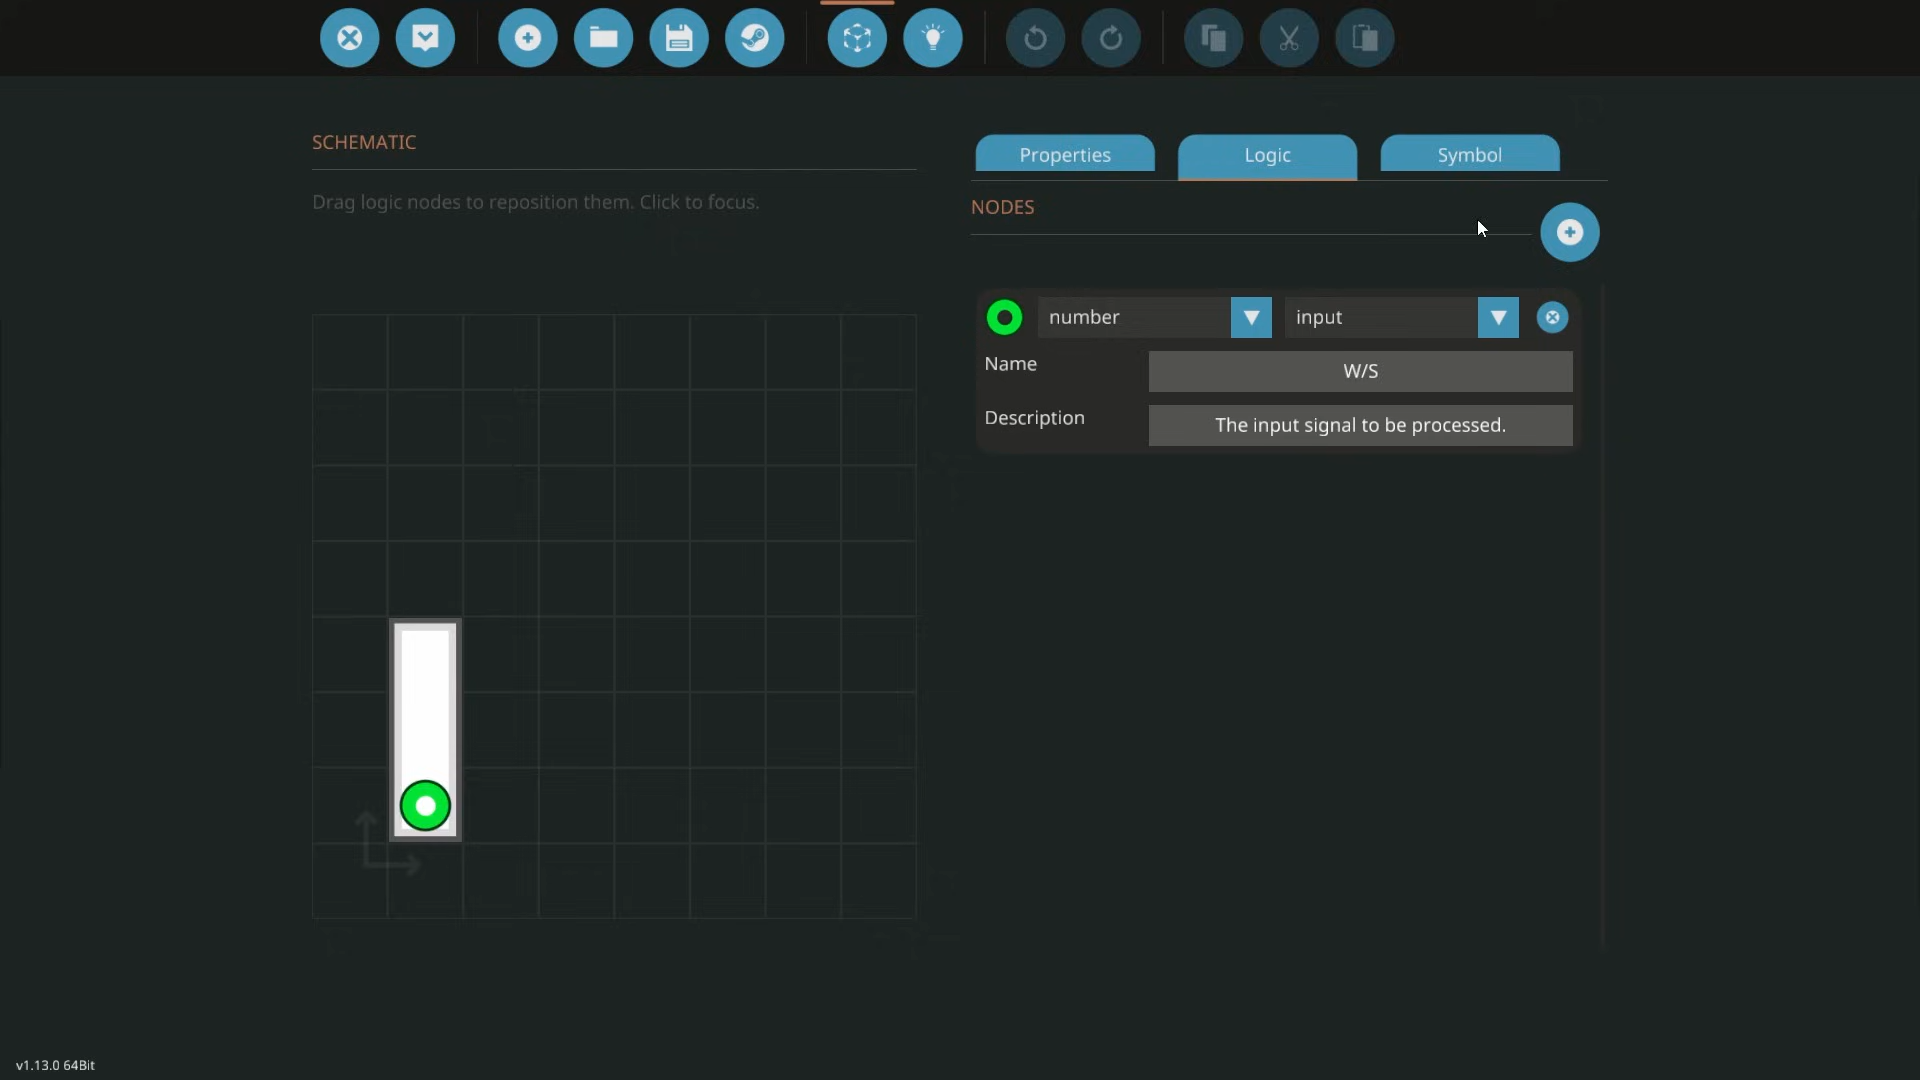 SCHEMATIC
Drag logic nodes to reposition them. Click to focus.
Properties
Logic
Symbol
NODES
number
input
Name
W/S
Description
The input signal to be processed.
v1.13.0 64Bit